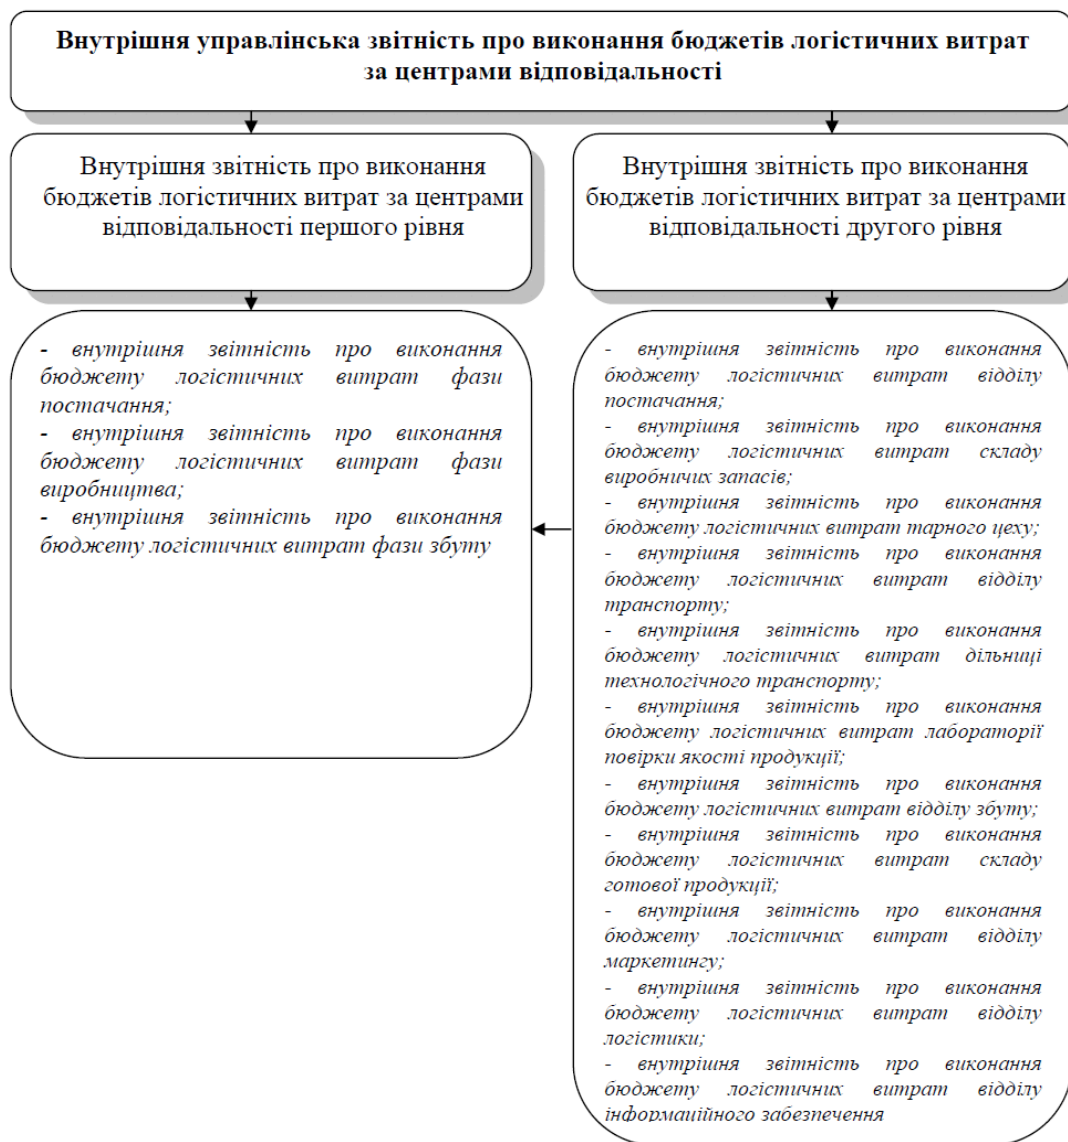 Внутрішня управлінська звітність про виконання бюджетів логістичних витрат
за центрами відповідальності
Внутрішня звітність про виконання
бюджетів логістичних витрат за центрами
відповідальності першого рівня
Внутрішня звітність про виконання
бюджетів логістичних витрат за центрами
відповідальності другого рівня
- внутрішня звітність про виконання
бюджету логістичних витрат фази
постачання;
- внутрішня звітність про виконання
бюджету логістичних витрат фази
виробництва;
- внутрішня звітність про виконання
бюджету логістичних витрат фази збуту
- внутрішня звітність про виконання
бюджету логістичних витрат відділу
постачання;
- внутрішня звітність про виконання
бюджету логістичних витрат складу
виробничих запасів;
- внутрішня звітність про виконання
бюджету логістичних витрат тарного цеху;
- внутрішня звітність про виконання
бюджету логістичних витрат відділу
транспорту;
- внутрішня звітність про виконання
бюджету логістичних витрат дільниці
технологічного транспорту;
- внутрішня звітність про виконання
бюджету логістичних витрат лабораторії
повірки якості продукції;
- внутрішня звітність про виконання
бюджету логістичних витрат відділу збуту;
- внутрішня звітність про виконання
бюджету логістичних витрат складу
готової продукції;
- внутрішня звітність про виконання
бюджету логістичних витрат відділу
маркетингу;
- внутрішня звітність про виконання
бюджету логістичних витрат відділу
логістики;
- внутрішня звітність про виконання
бюджету логістичних витрат відділу
інформаційного забезпечення